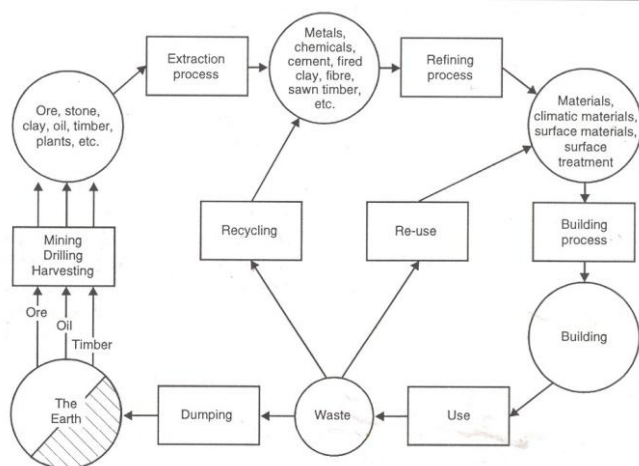 Extraction
process
Metals,
chemicals,
cement, fired
clay, fibre,
sawn timber,
etc.
Refining
process
Ore, stone,
clay, oil, timber,
plants, etc.
Materials,
climatic materials,
surface materials,
surface
treatment
Mining
Drilling
Harvesting
Recycling
Re-use
Building
process
Ore
Oil
Timber
Building
The
Earth
Dumping
Waste
Use